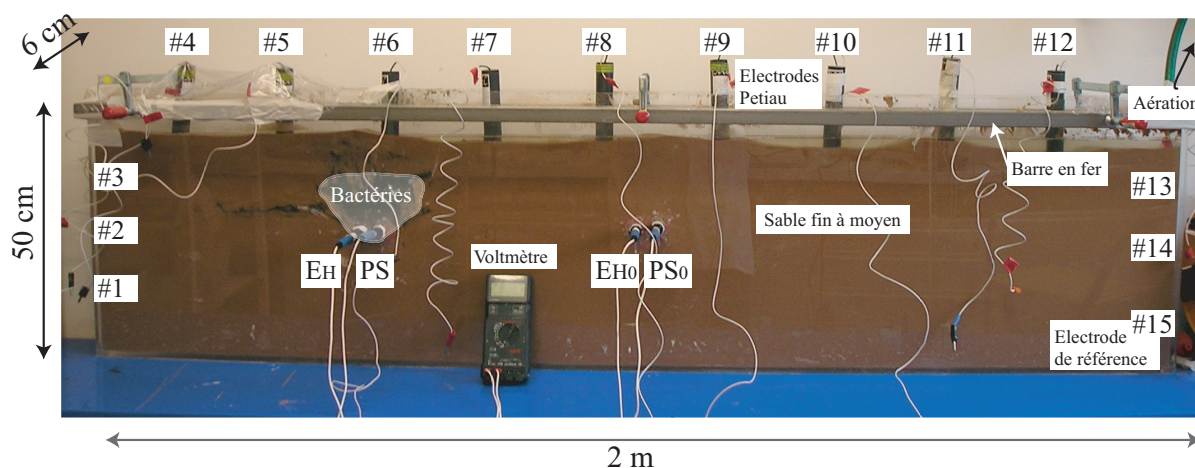 6 cm
#4
#5
#6
#7
#8
#9
#10
#11
#12
Electrodes
Petiau
Aération
Barre en fer
50 cm
#3
#2
#1
Bactéries
#13
Sable fin à moyen
#14
EH
PS
Voltmètre
EH0
PS0
#15
Electrode
de référence
2 m